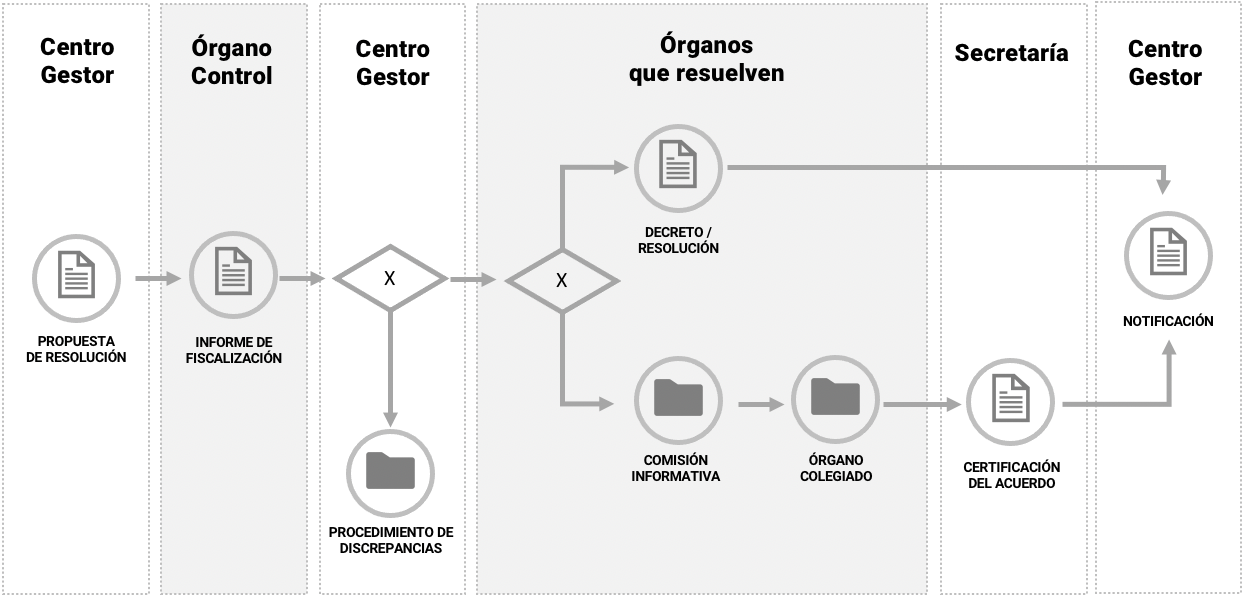 Centro
Gestor
Órgano
Control
Centro
Gestor
Órganos
que resuelven
Secretaría
Centro
Gestor
PROPUESTA
DE RESOLUCIÓN
INFORME DE
FISCALIZACIÓN
X
PROCEDIMIENTO DE
DISCREPANCIAS
X
DECRETO /
RESOLUCIÓN
COMISIÓN
INFORMATIVA
ÓRGANO
COLEGIADO
CERTIFICACIÓN
DEL ACUERDO
NOTIFICACIÓN